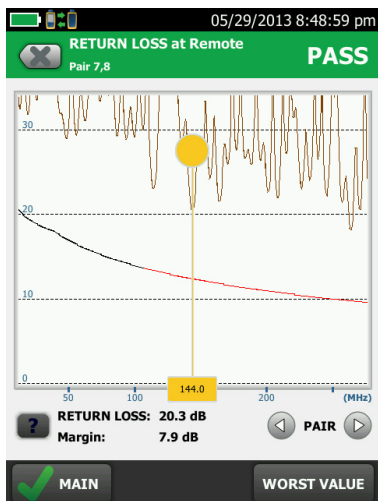 05/29/2013 8:48:59 pm
RETURN LOSS at Remote
Pair 7,8
PASS
30
20
10
0
144.0
50 100 200 (MHz)
? RETURN LOSS: 20.3 dB
Margin: 7.9 dB
PAIR
MAIN
WORST VALUE